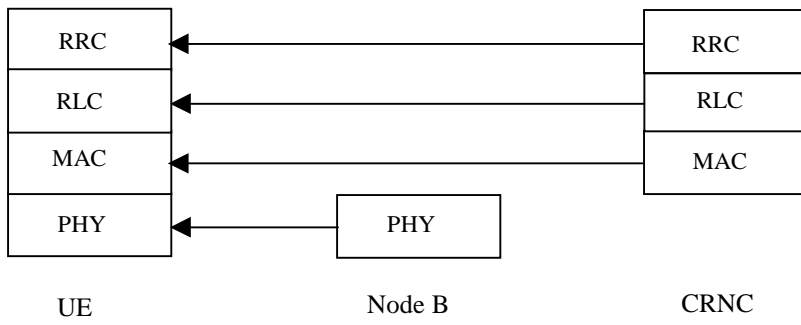 RRC RRC
RLC RLC
MAC MAC
PHY PHY
UE Node B CRNC